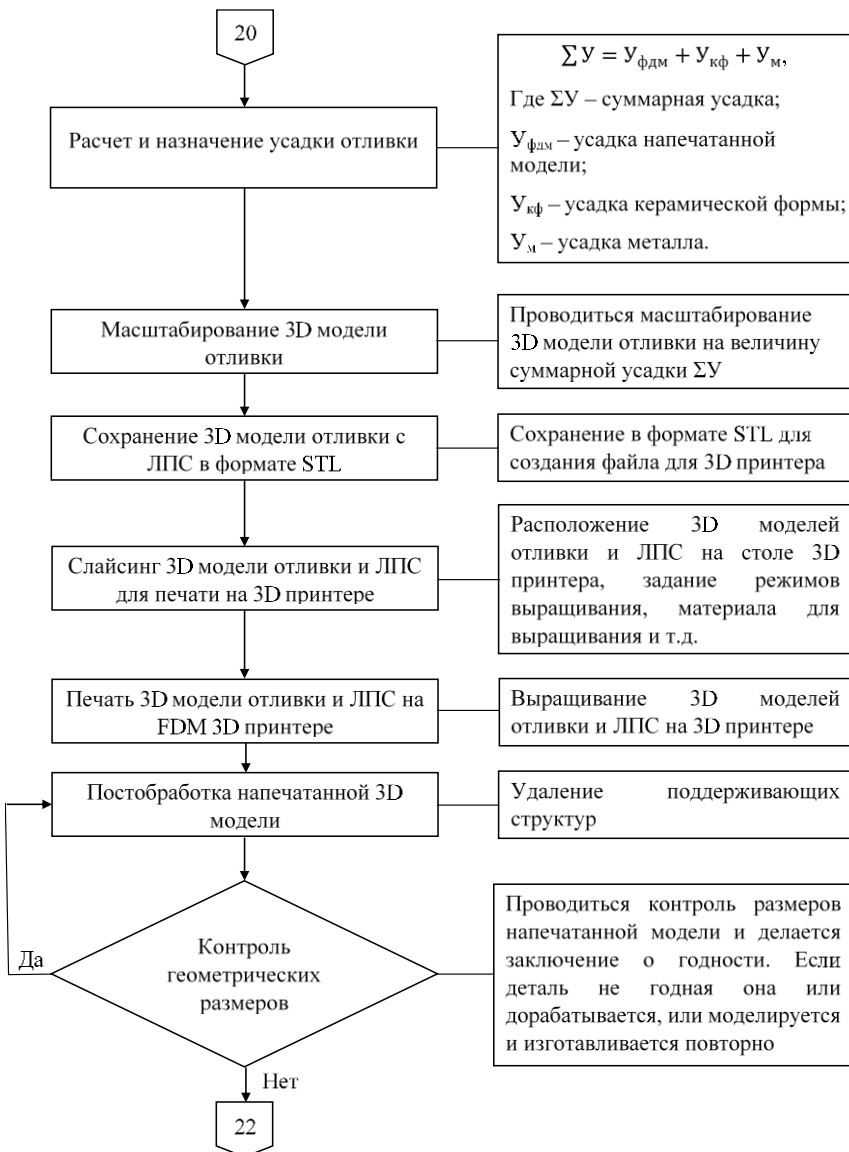 20
Расчет и назначение усадки отливки
∑У = Уфдм + Укф + Ум,
Где ΣУ – суммарная усадка;
Уфдм – усадка напечатанной
модели;
Укф – усадка керамической формы;
Ум – усадка металла.
Масштабирование 3D модели
отливки
Проводиться масштабирование
3D модели отливки на величину
суммарной усадки ΣУ
Сохранение 3D модели отливки с
ЛПС в формате STL
Сохранение в формате STL для
создания файла для 3D принтера
Слайсинг 3D модели отливки и ЛПС
для печати на 3D принтере
Расположение 3D моделей
отливки и ЛПС на столе 3D
принтера, задание режимов
выращивания, материала для
выращивания и т.д.
Печать 3D модели отливки и ЛПС на
FDM 3D принтере
Выращивание 3D моделей
отливки и ЛПС на 3D принтере
Постобработка напечатанной 3D
модели
Удаление поддерживающих
структур
Контроль
геометрических
размеров
Проводиться контроль размеров
напечатанной модели и делается
заключение о годности. Если
деталь не годная она или
дорабатывается, или моделируется
и изготавливается повторно
Да
Нет
22